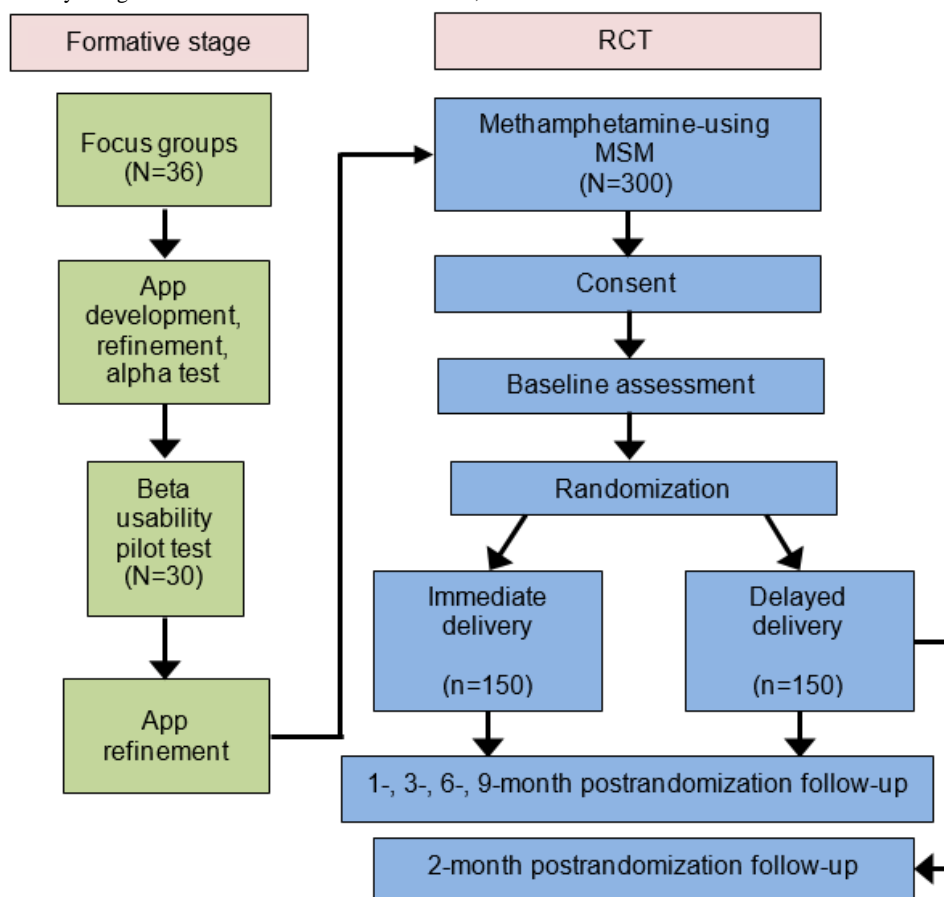 Formative stage
Focus groups
(N=36)
App
development,
refinement,
alpha test
Beta
usability
pilot test
(N=30)
App
refinement
RCT
Methamphetamine-using
MSM
(N=300)
Consent
Baseline assessment
Randomization
Immediate
delivery
(n=150)
Delayed
delivery
(n=150)
1-, 3-, 6-, 9-month postrandomization follow-up
2-month postrandomization follow-up